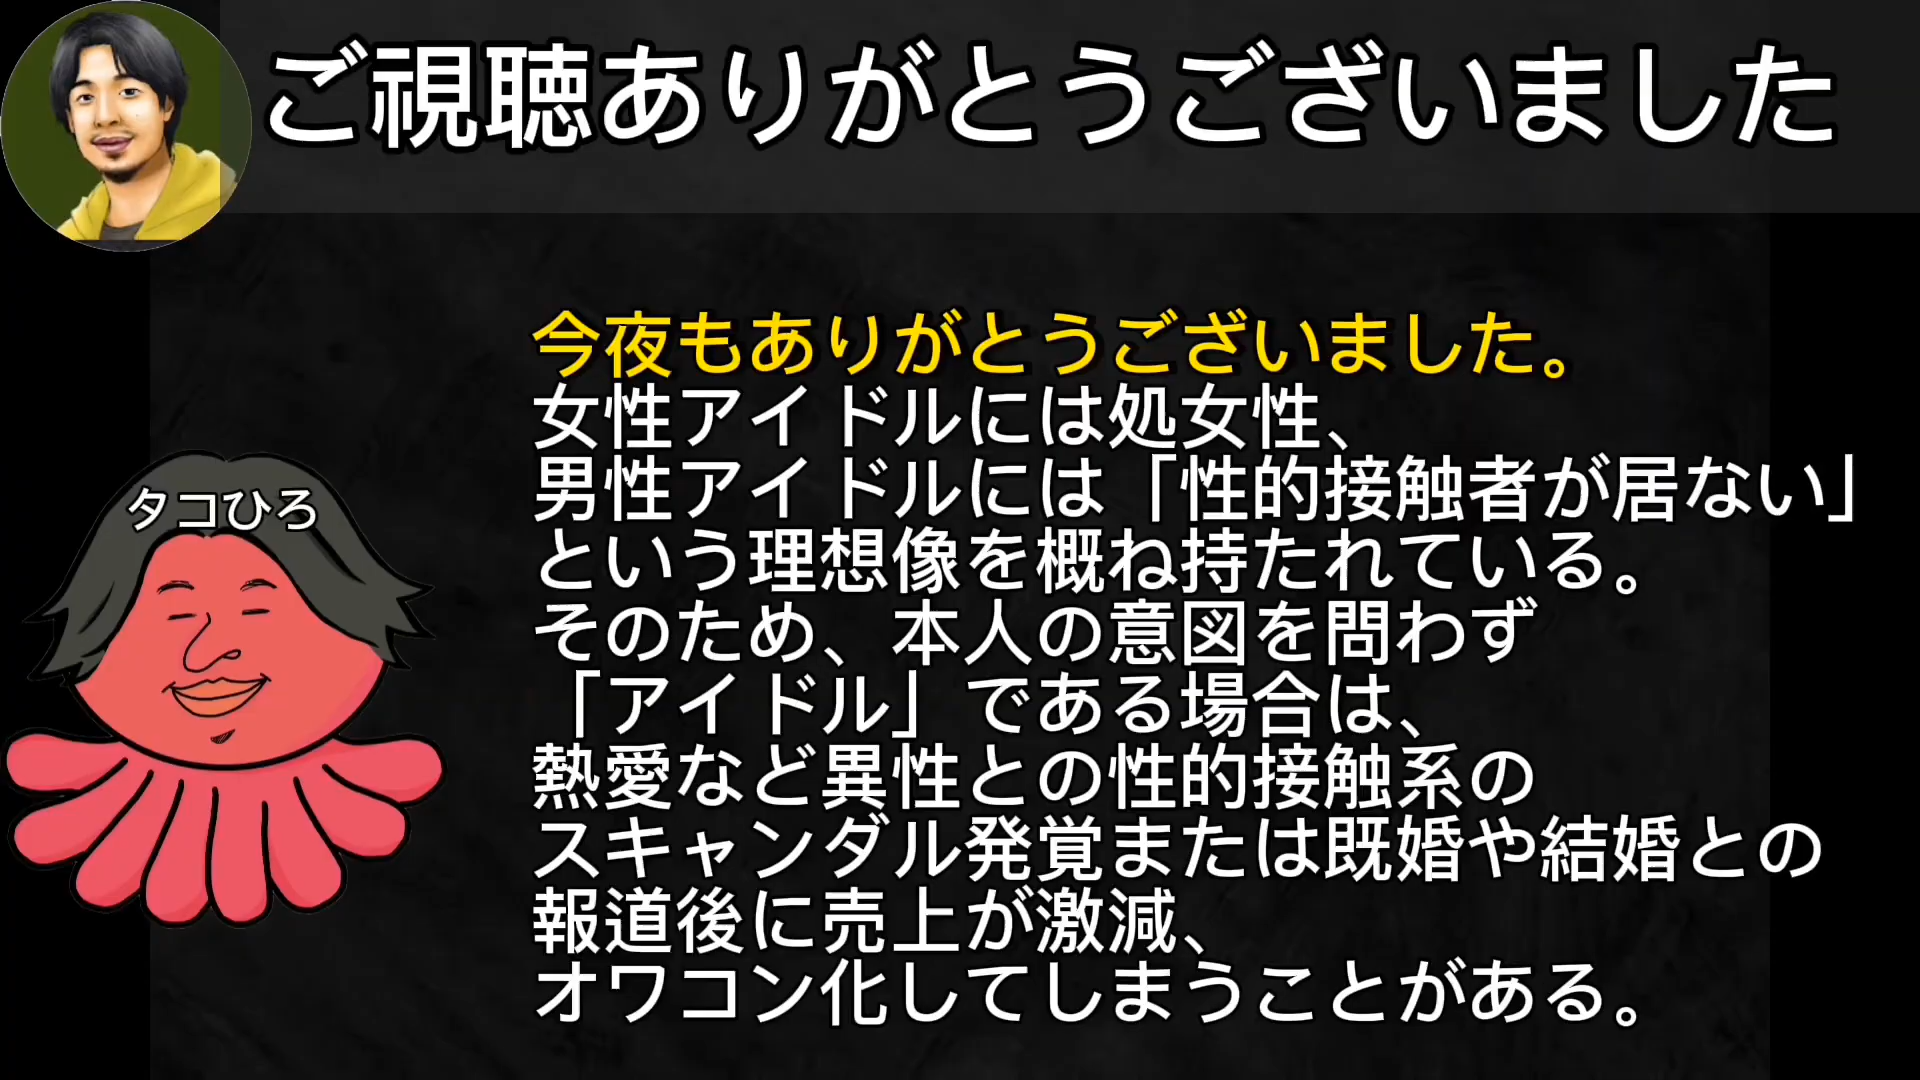 ご視聴ありがとうございました
今夜もありがとうございました。
女性アイドルには処女性、
男性アイドルには「性的接触者が居ない」
という理想像を概ね持たれている。
そのため、本人の意図を問わず
「アイドル」である場合は、
熱愛など異性との性的接触系の
スキャンダル発覚または既婚や結婚との
報道後に売上が激減、
オワコン化してしまうことがある。
タコひろ